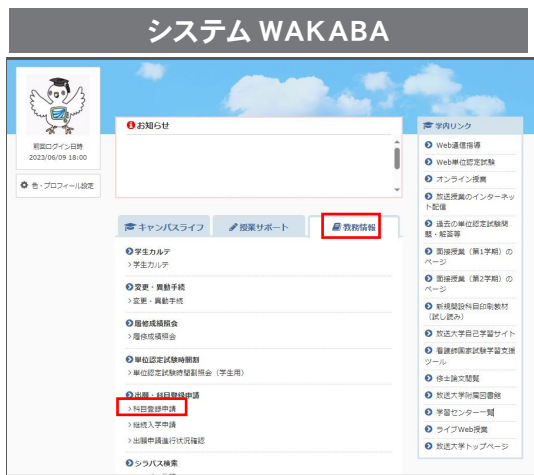 システム WAKABA
前回ログイン日時
2023/06/09 18:00
色・プロフィール設定
お知らせ
キャンパスライフ
授業サポート
教務情報
学生カルテ
>学生カルテ
変更・異動手続
>変更・異動手続
履修成績照会
>履修成績照会
単位認定試験時間割
>単位認定試験時間割照会（学生用）
出願・科目登録申請
>科目登録申請
>継続入学申請
>出願申請進行状況確認
シラバス検索
学内リンク
Web通信指導
Web単位認定試験
オンライン授業
放送授業のインターネッ
ト配信
過去の単位認定試験問
題・解答等
面接授業（第1学期）の
ページ
面接授業（第2学期）の
ページ
新規開設科目印刷教材
（試し読み）
放送大学自己学習サイト
看護師国家試験学習支援
ツール
修士論文閲覧
放送大学附属図書館
学習センター一覧
ライブWeb授業
放送大学トップページ